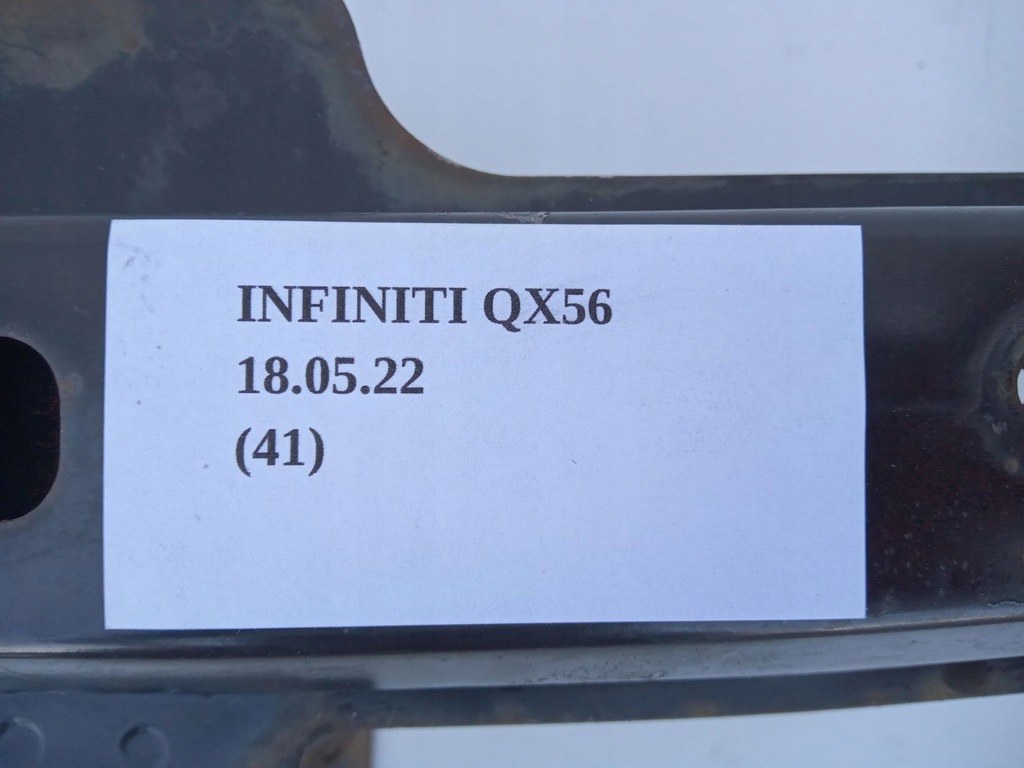 INFINITI QX56
18.05.22
(41)